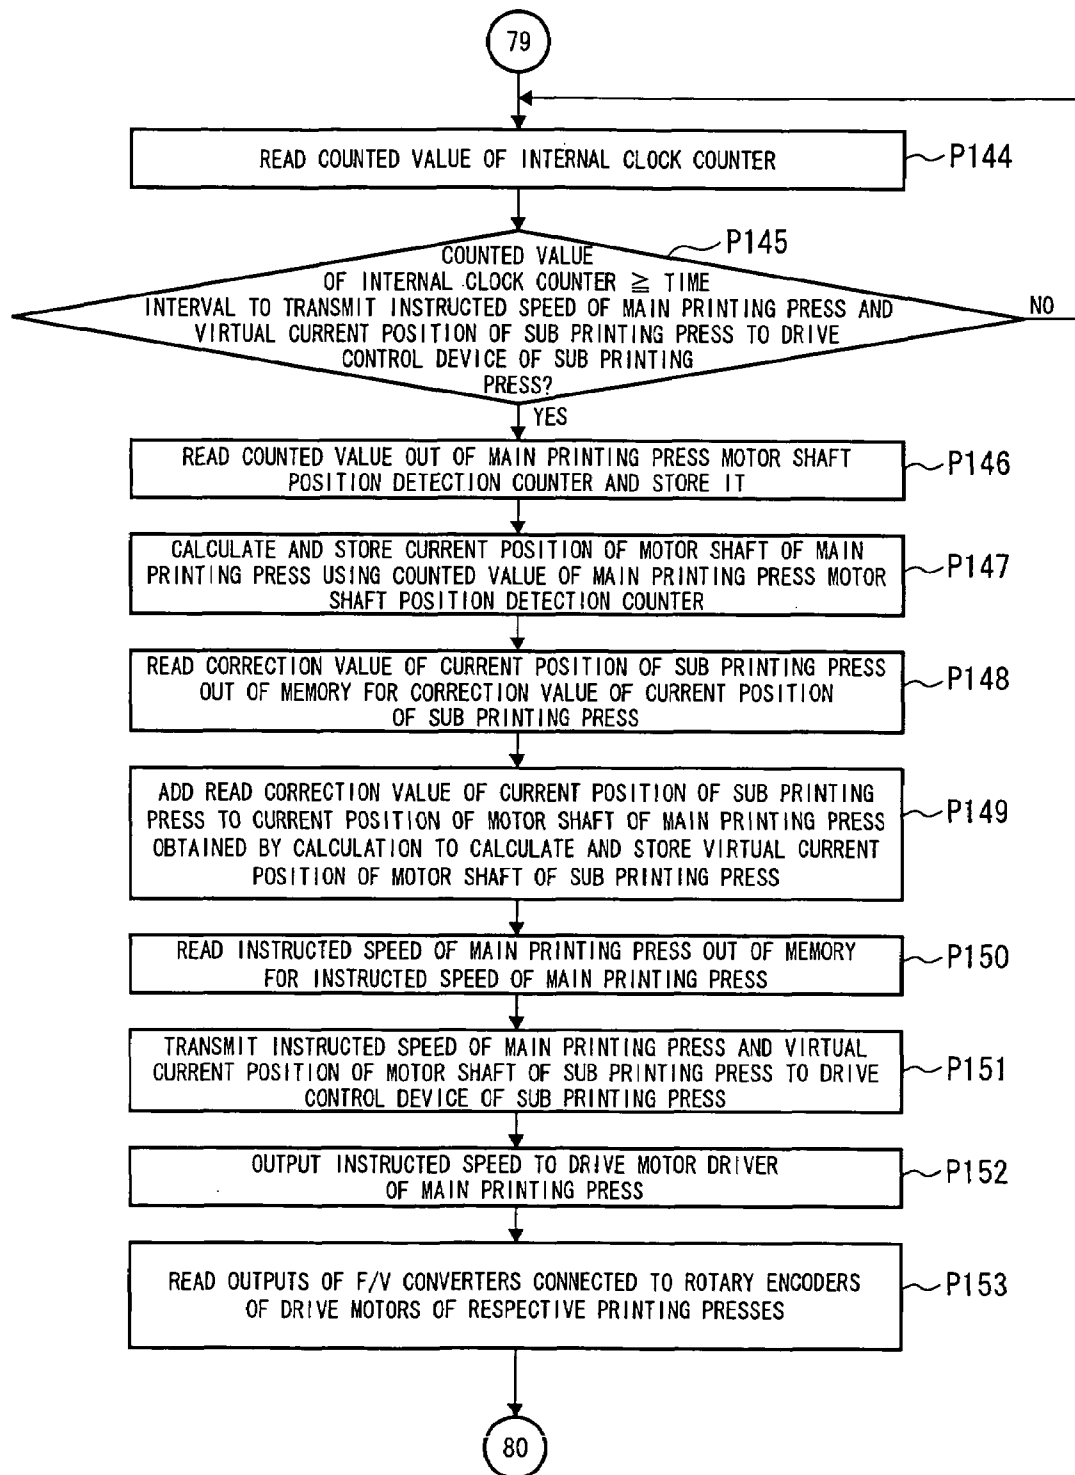 79
READ COUNTED VALUE OF INTERNAL CLOCK COUNTER
P144
P145
COUNTED VALUE
OF INTERNAL CLOCK COUNTER ≧ TIME
INTERVAL TO TRANSMIT INSTRUCTED SPEED OF MAIN PRINTING PRESS AND
VIRTUAL CURRENT POSITION OF SUB PRINTING PRESS TO DRIVE
CONTROL DEVICE OF SUB PRINTING
PRESS?
NO
YES
READ COUNTED VALUE OUT OF MAIN PRINTING PRESS MOTOR SHAFT
POSITION DETECTION COUNTER AND STORE IT
P146
CALCULATE AND STORE CURRENT POSITION OF MOTOR SHAFT OF MAIN
PRINTING PRESS USING COUNTED VALUE OF MAIN PRINTING PRESS MOTOR
SHAFT POSITION DETECTION COUNTER
P147
READ CORRECTION VALUE OF CURRENT POSITION OF SUB PRINTING PRESS
OUT OF MEMORY FOR CORRECTION VALUE OF CURRENT POSITION
OF SUB PRINTING PRESS
P148
ADD READ CORRECTION VALUE OF CURRENT POSITION OF SUB PRINTING
PRESS TO CURRENT POSITION OF MOTOR SHAFT OF MAIN PRINTING PRESS
OBTAINED BY CALCULATION TO CALCULATE AND STORE VIRTUAL CURRENT
POSITION OF MOTOR SHAFT OF SUB PRINTING PRESS
P149
READ INSTRUCTED SPEED OF MAIN PRINTING PRESS OUT OF MEMORY
FOR INSTRUCTED SPEED OF MAIN PRINTING PRESS
P150
TRANSMIT INSTRUCTED SPEED OF MAIN PRINTING PRESS AND VIRTUAL
CURRENT POSITION OF MOTOR SHAFT OF SUB PRINTING PRESS TO DRIVE
CONTROL DEVICE OF SUB PRINTING PRESS
P151
OUTPUT INSTRUCTED SPEED TO DRIVE MOTOR DRIVER
OF MAIN PRINTING PRESS
P152
READ OUTPUTS OF F/V CONVERTERS CONNECTED TO ROTARY ENCODERS
OF DRIVE MOTORS OF RESPECTIVE PRINTING PRESSES
P153
80